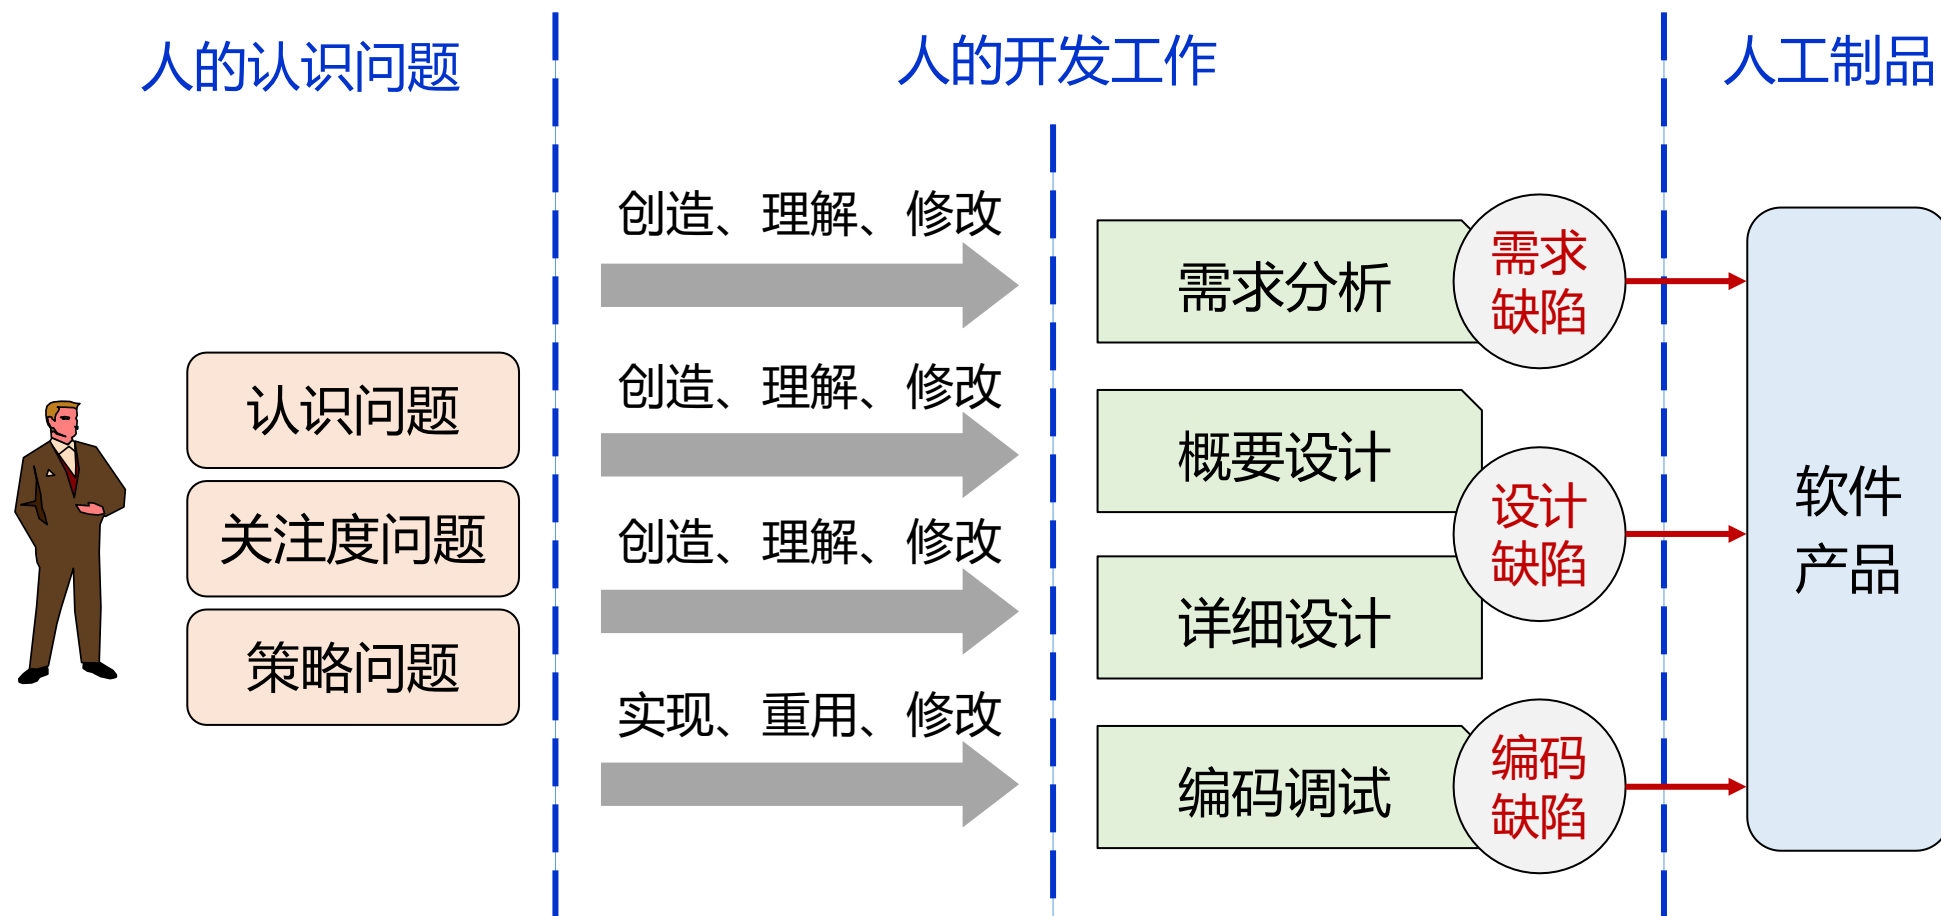 人的认识问题
人的开发工作
人工制品
认识问题
关注度问题
策略问题
创造、理解、修改
创造、理解、修改
创造、理解、修改
实现、重用、修改
需求分析
概要设计
详细设计
编码调试
需求
缺陷
设计
缺陷
编码
缺陷
软件
产品